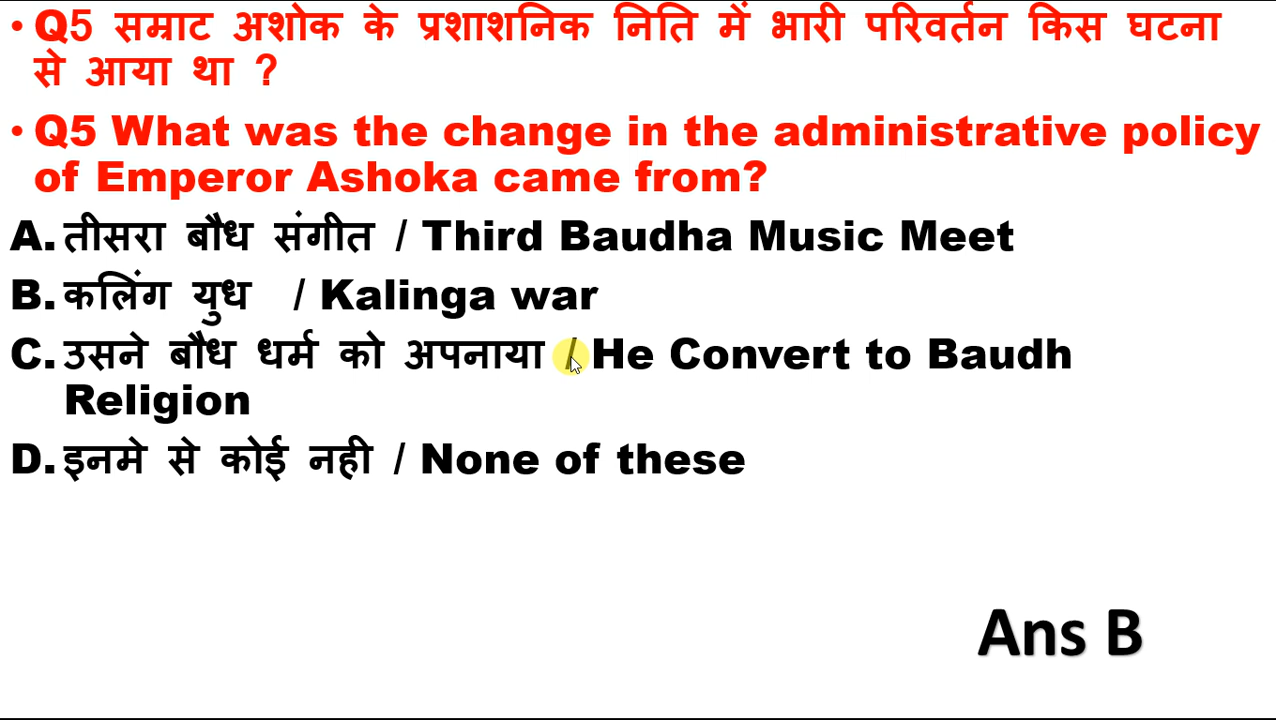 • Q5 सम्राट अशोक के प्रशाशनिक निति में भारी परिवर्तन किस घटना
से आया था ?
• Q5 What was the change in the administrative policy
of Emperor Ashoka came from?
A. तीसरा बौध संगीत / Third Baudha Music Meet
B. कलिंग युध / Kalinga war
C. उसने बौध धर्म को अपनाया / He Convert to Baudh
Religion
D. इनमे से कोई नही / None of these
Ans B